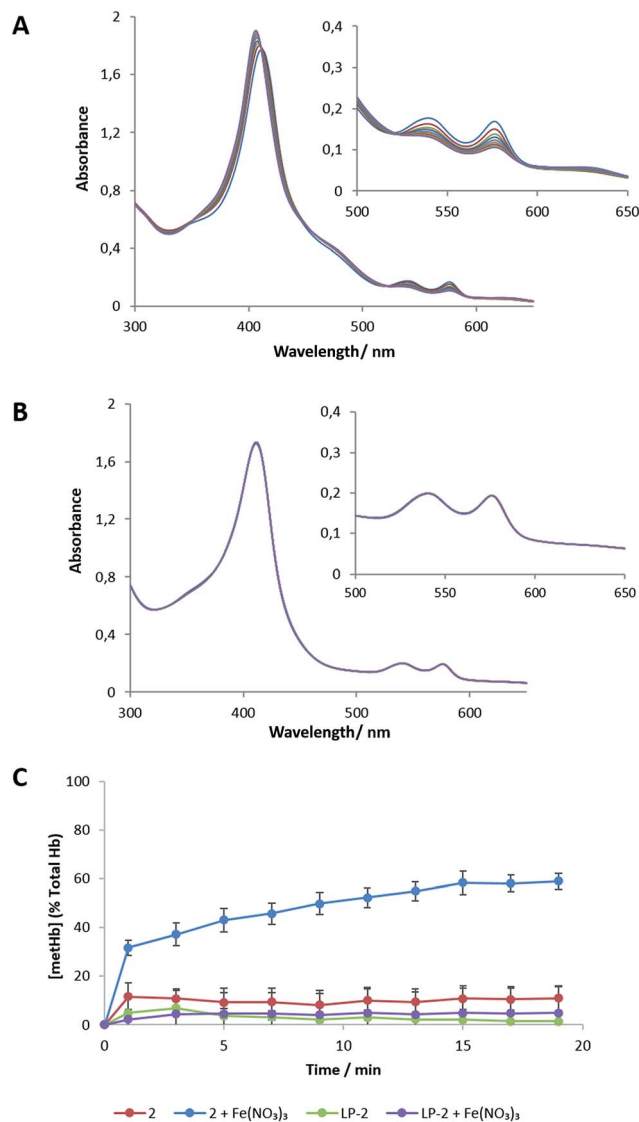 A
Absorbance
2
1,6
1,2
0,8
0,4
0
300 400 500 600
Wavelength/ nm
0,4
0,3
0,2
0,1
0
500 550 600 650
B
Absorbance
2
1,6
1,2
0,8
0,4
0
300 400 500 600
Wavelength/ nm
0,4
0,3
0,2
0,1
0
500 550 600 650
C
[metHb] (% Total Hb)
100
80
60
40
20
0
0 5 10 15 20
Time / min
2 2 + Fe(NO₃)₃ LP-2 LP-2 + Fe(NO₃)₃